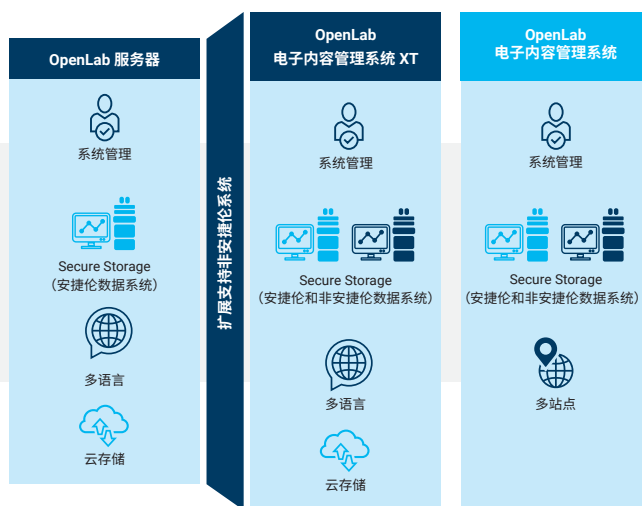 OpenLab 服务器
系统管理
Secure Storage
（安捷伦数据系统）
多语言
云存储
扩展支持非安捷伦系统
OpenLab
电子内容管理系统 XT
系统管理
Secure Storage
（安捷伦和非安捷伦数据系统）
多语言
云存储
OpenLab
电子内容管理系统
系统管理
Secure Storage
（安捷伦和非安捷伦数据系统）
多站点